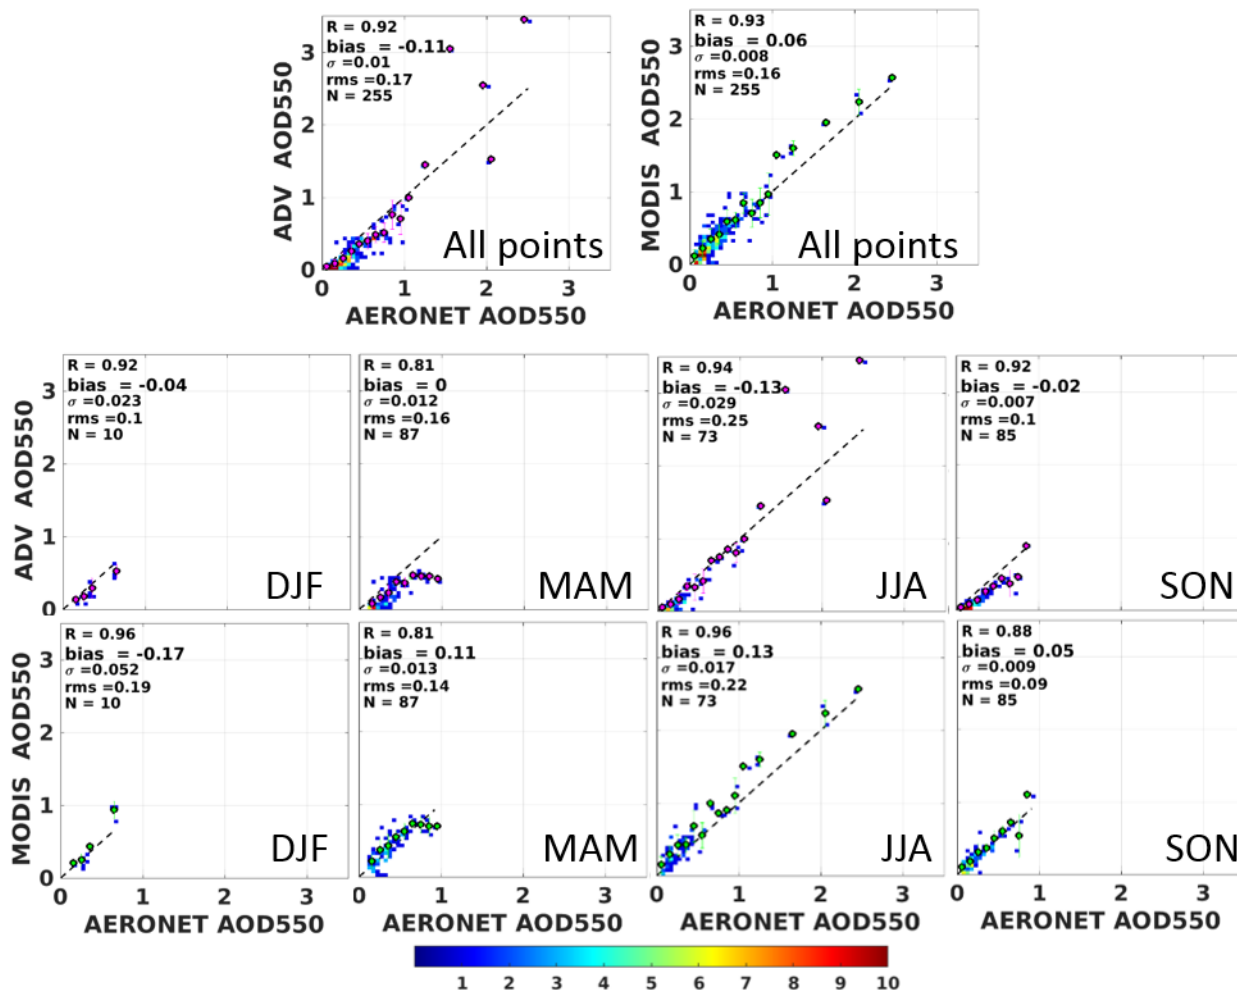 R = 0.92
bias = -0.11
σ =0.01
rms =0.17
N = 255
3
2
1
0
ADV AOD550
All points
0 1 2 3
AERONET AOD550
R = 0.93
bias = 0.06
σ =0.008
rms =0.16
N = 255
3
2
1
0
MODIS AOD550
All points
0 1 2 3
AERONET AOD550
R = 0.92
bias = -0.04
σ =0.023
rms =0.1
N = 10
3
2
1
0
ADV AOD550
DJF
R = 0.81
bias = 0
σ =0.012
rms =0.16
N = 87
MAM
R = 0.94
bias = -0.13
σ =0.029
rms =0.25
N = 73
JJA
R = 0.92
bias = -0.02
σ =0.007
rms =0.1
N = 85
SON
R = 0.96
bias = -0.17
σ =0.052
rms =0.19
N = 10
3
2
1
0
MODIS AOD550
DJF
0 1 2 3
AERONET AOD550
R = 0.81
bias = 0.11
σ =0.013
rms =0.14
N = 87
MAM
0 1 2 3
AERONET AOD550
R = 0.96
bias = 0.13
σ =0.017
rms =0.22
N = 73
JJA
0 1 2 3
AERONET AOD550
R = 0.88
bias = 0.05
σ =0.009
rms =0.09
N = 85
SON
0 1 2 3
AERONET AOD550
1 2 3 4 5 6 7 8 9 10